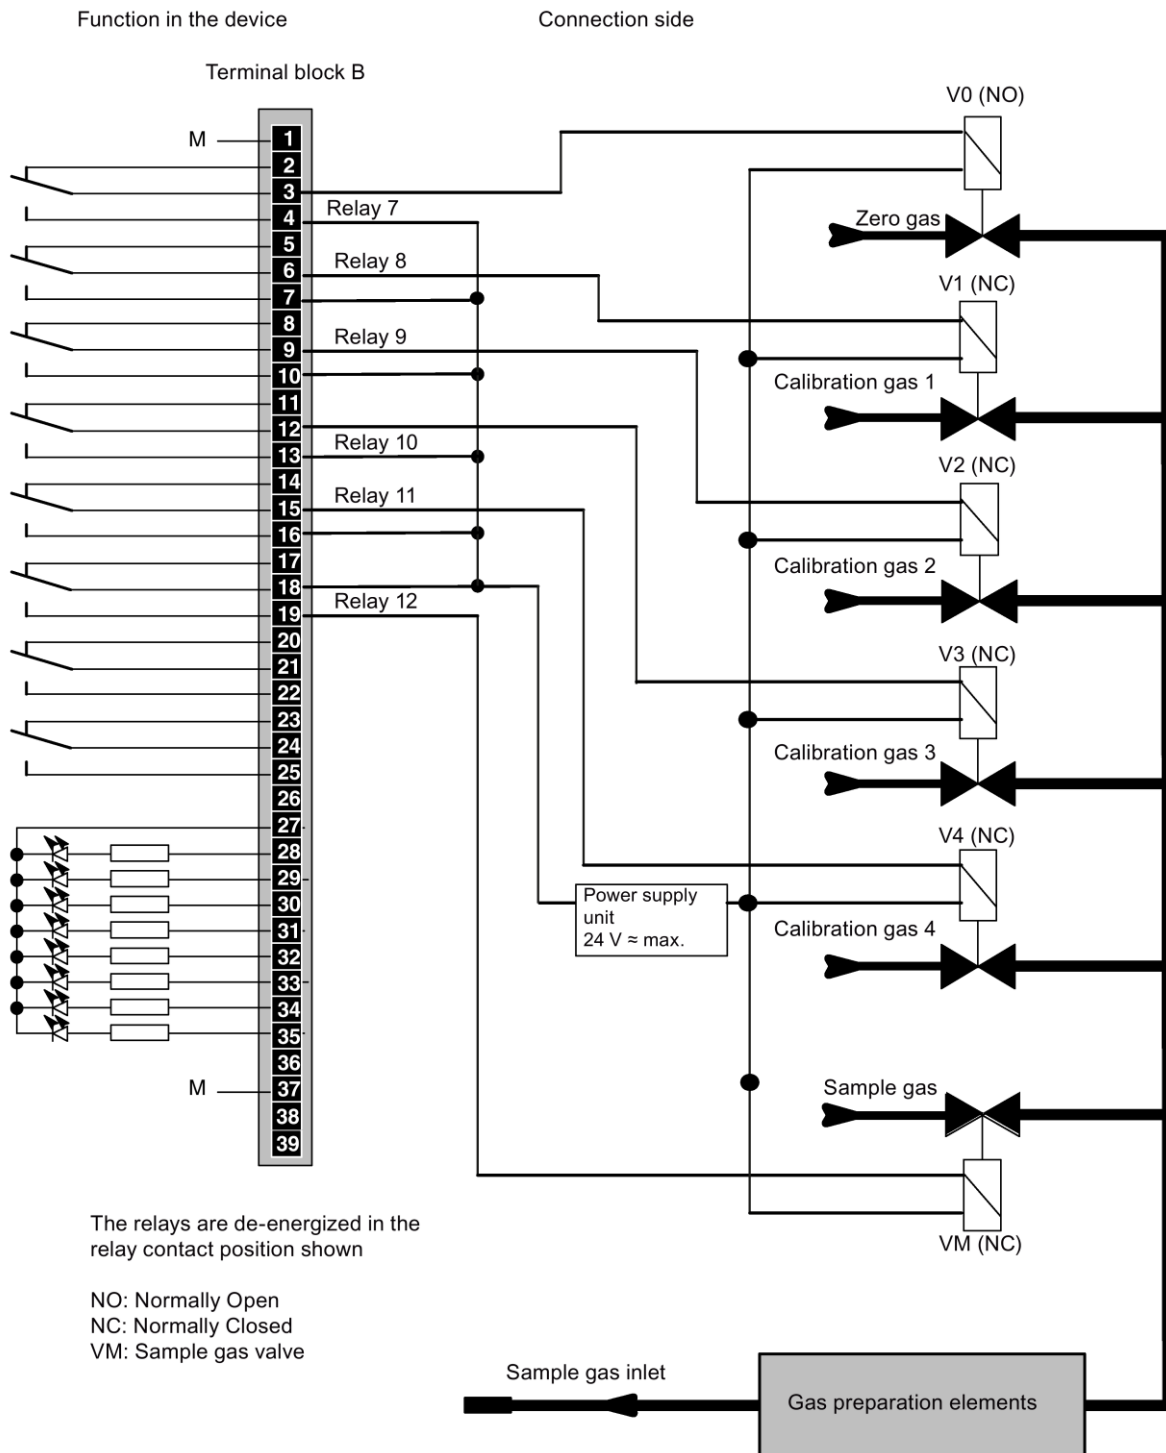 Function in the device
Connection side
Terminal block B
V0 (NO)
M
1
2
3
4
Relay 7
Zero gas
5
6
Relay 8
7
V1 (NC)
8
9
Relay 9
10
Calibration gas 1
11
12
13
Relay 10
V2 (NC)
14
15
Relay 11
16
17
Calibration gas 2
18
19
Relay 12
20
21
V3 (NC)
22
23
24
Calibration gas 3
25
26
27
V4 (NC)
28
29
30
Power supply
unit
24 V ≈ max.
31
Calibration gas 4
32
33
34
35
36
M
37
Sample gas
38
39
VM (NC)
The relays are de-energized in the
relay contact position shown
NO: Normally Open
NC: Normally Closed
VM: Sample gas valve
Sample gas inlet
Gas preparation elements